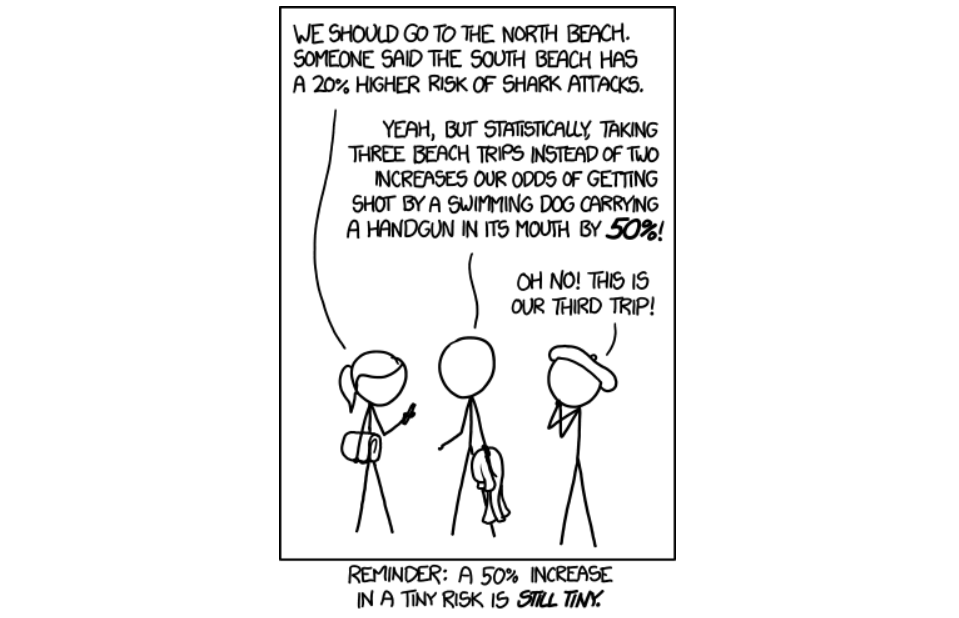 WE SHOULD GO TO THE NORTH BEACH.
SOMEONE SAID THE SOUTH BEACH HAS
A 20% HIGHER RISK OF SHARK ATTACKS.
YEAH, BUT STATISTICALLY, TAKING
THREE BEACH TRIPS INSTEAD OF TWO
INCREASES OUR ODDS OF GETTING
SHOT BY A SWIMMING DOG CARRYING
A HANDGUN IN ITS MOUTH BY 50%!
OH NO! THIS IS
OUR THIRD TRIP!
REMINDER: A 50% INCREASE
IN A TINY RISK IS STILL TINY.